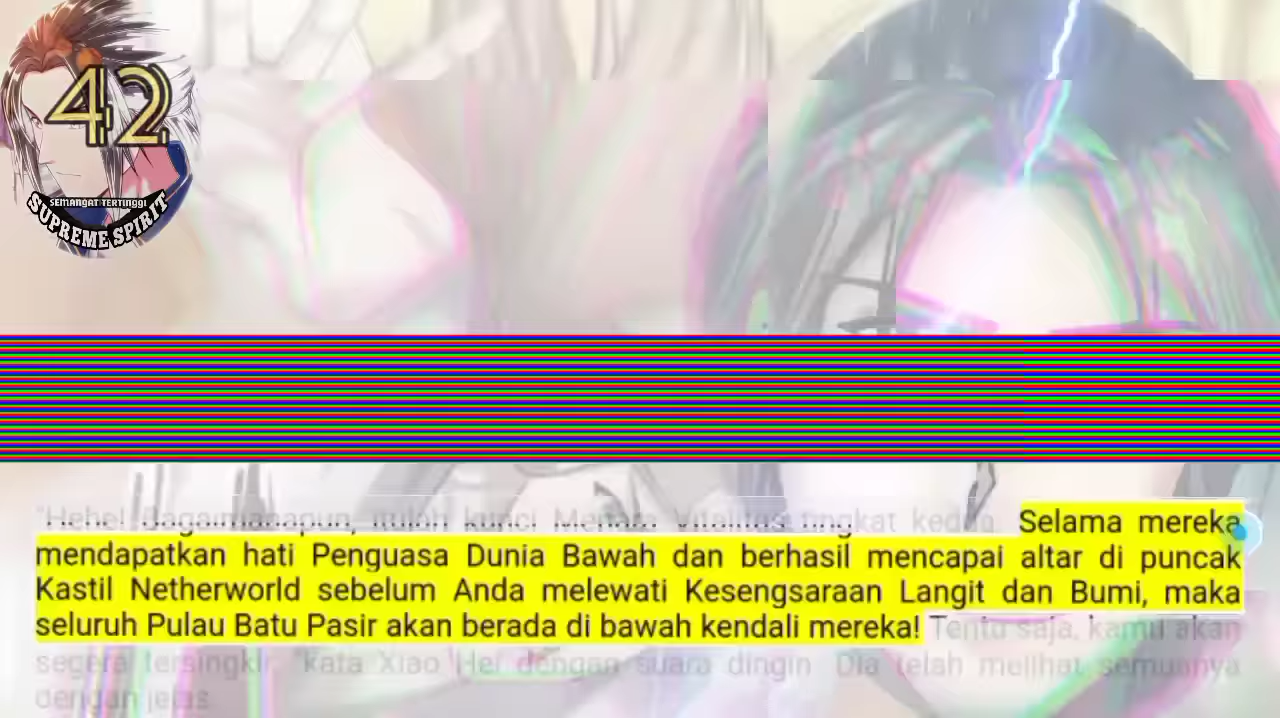 42
SEMANGAT TERTINGGI
SUPREME SPIRIT
"Hehe! Bagaimanapun, itulah kunci Menara Vitalitas tingkat kedua. Selama mereka
mendapatkan hati Penguasa Dunia Bawah dan berhasil mencapai altar di puncak
Kastil Netherworld sebelum Anda melewati Kesengsaraan Langit dan Bumi, maka
seluruh Pulau Batu Pasir akan berada di bawah kendali mereka! Tentu saja, kamu akan
segera tersingkir, "kata Xiao Hei dengan suara dingin. Dia telah melihat semuanya
dengan jelas.